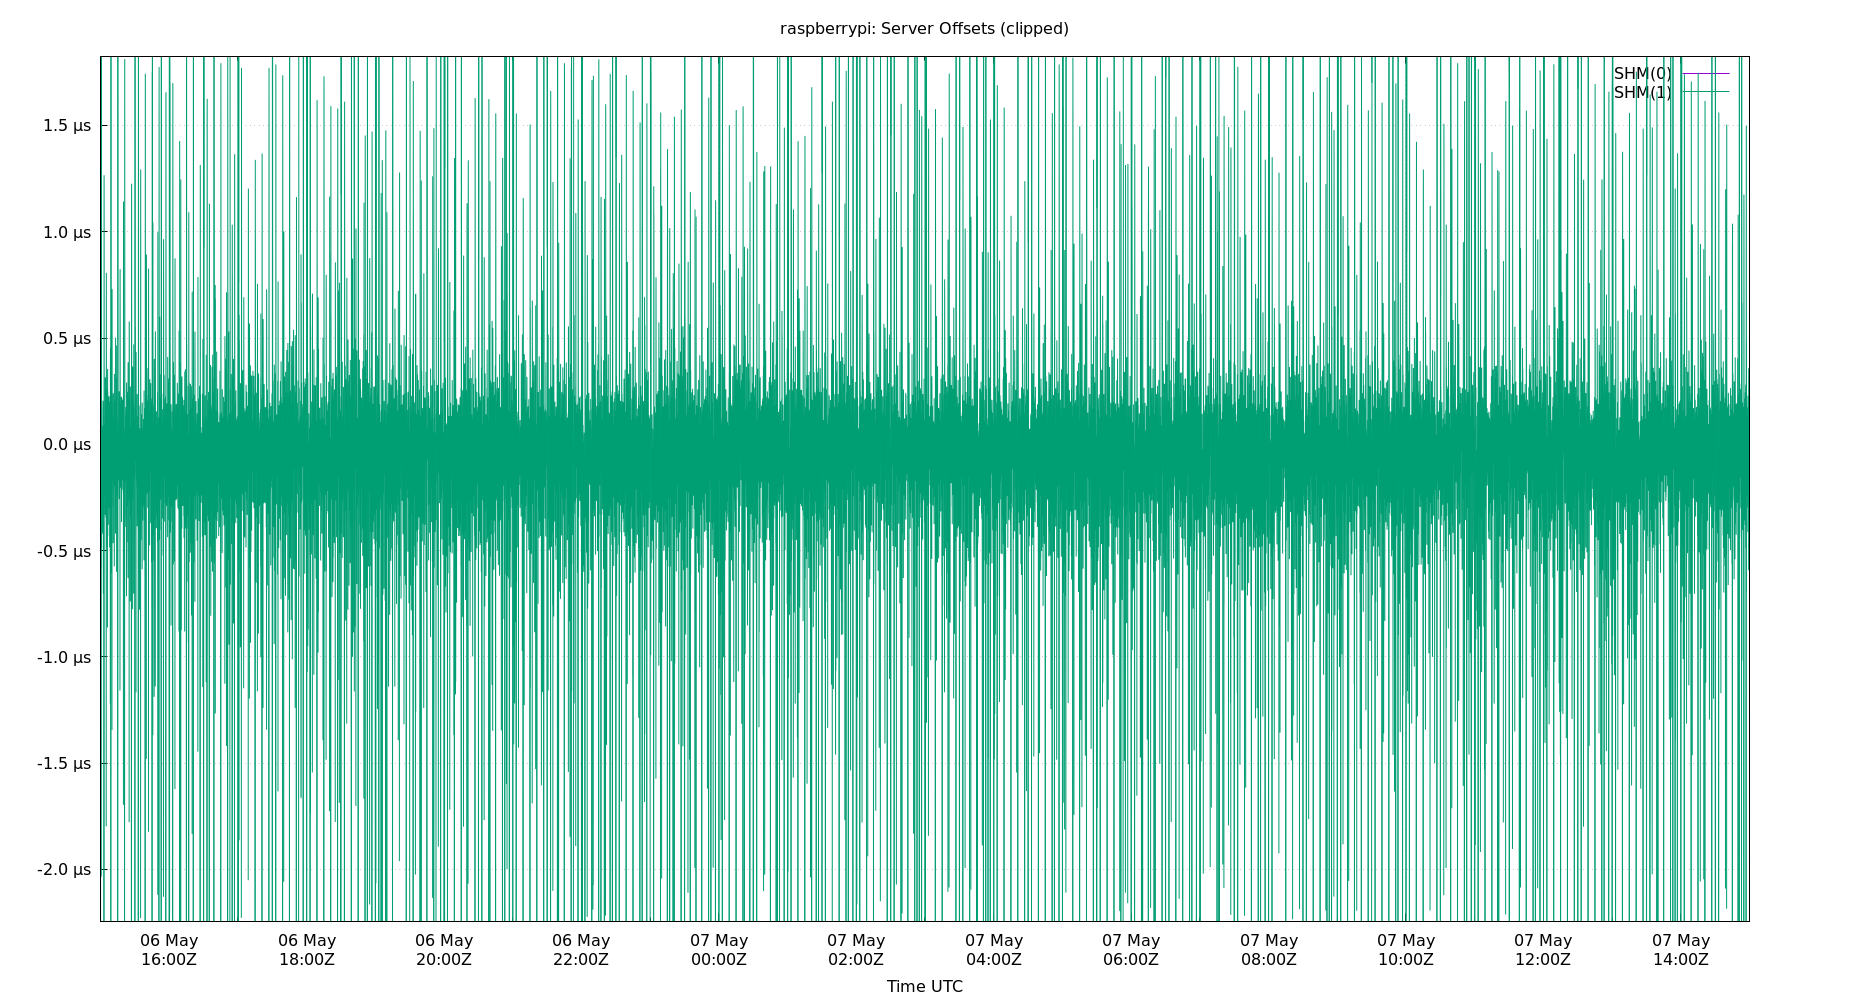 raspberrypi: Server Offsets (clipped)
SHM(0)
SHM(1)
1.5 µs
1.0 µs
0.5 µs
0.0 µs
-0.5 µs
-1.0 µs
-1.5 µs
-2.0 µs
06 May 06 May 06 May 06 May 07 May 07 May 07 May 07 May 07 May 07 May 07 May 07 May
16:00Z 18:00Z 20:00Z 22:00Z 00:00Z 02:00Z 04:00Z 06:00Z 08:00Z 10:00Z 12:00Z 14:00Z
Time UTC